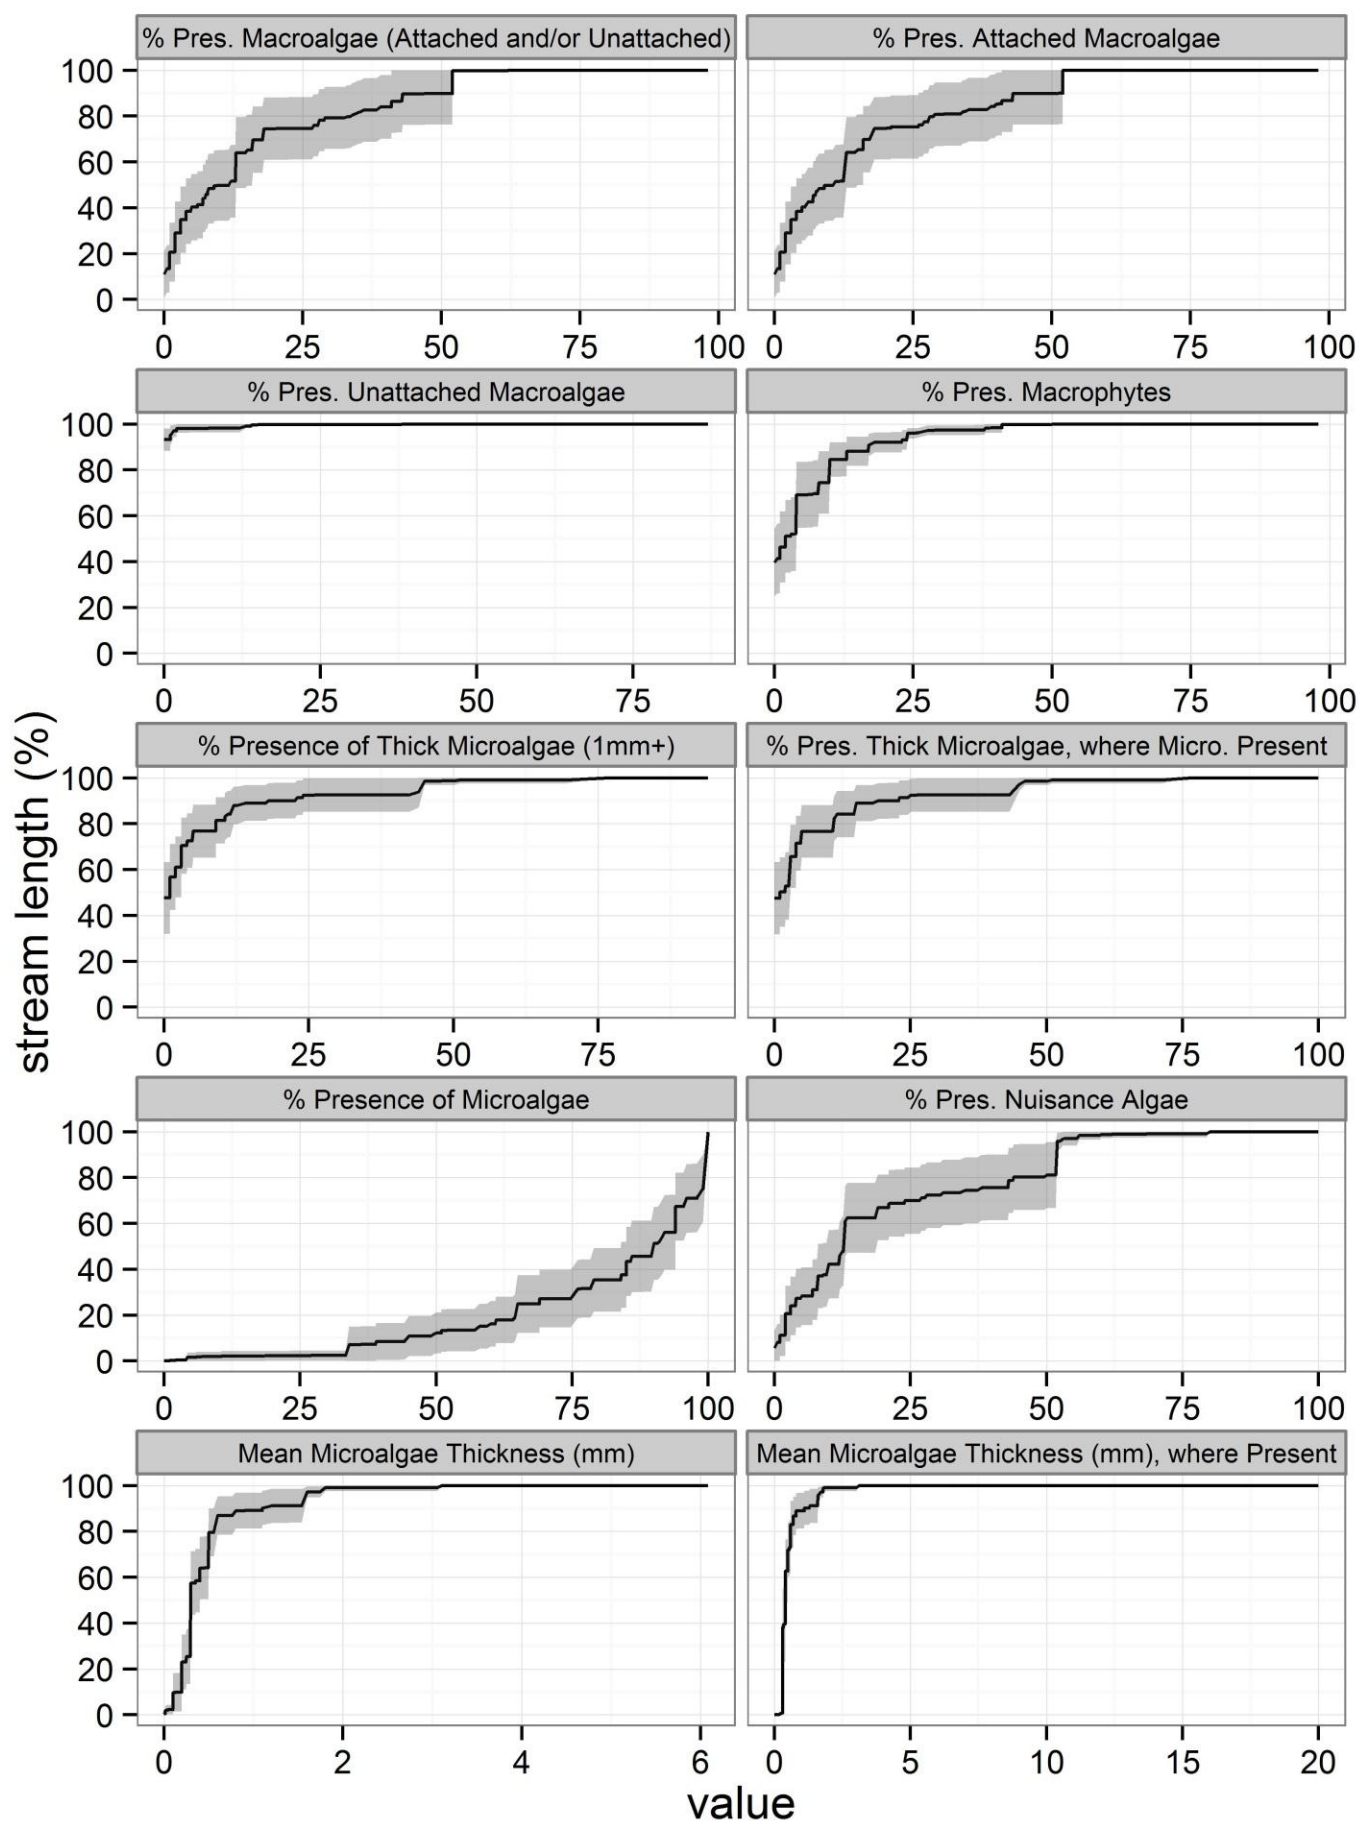 % Pres. Macroalgae (Attached and/or Unattached)
% Pres. Attached Macroalgae
100
80
60
40
20
0
0 25 50 75 100
0 25 50 75 100
% Pres. Unattached Macroalgae
% Pres. Macrophytes
100
80
60
40
20
0
0 25 50 75
0 25 50 75 100
% Presence of Thick Microalgae (1mm+)
% Pres. Thick Microalgae, where Micro. Present
100
80
60
40
20
0
0 25 50 75
0 25 50 75 100
stream length (%)
% Presence of Microalgae
% Pres. Nuisance Algae
100
80
60
40
20
0
0 25 50 75 100
0 25 50 75 100
Mean Microalgae Thickness (mm)
Mean Microalgae Thickness (mm), where Present
100
80
60
40
20
0
0 2 4 6
0 5 10 15 20
value